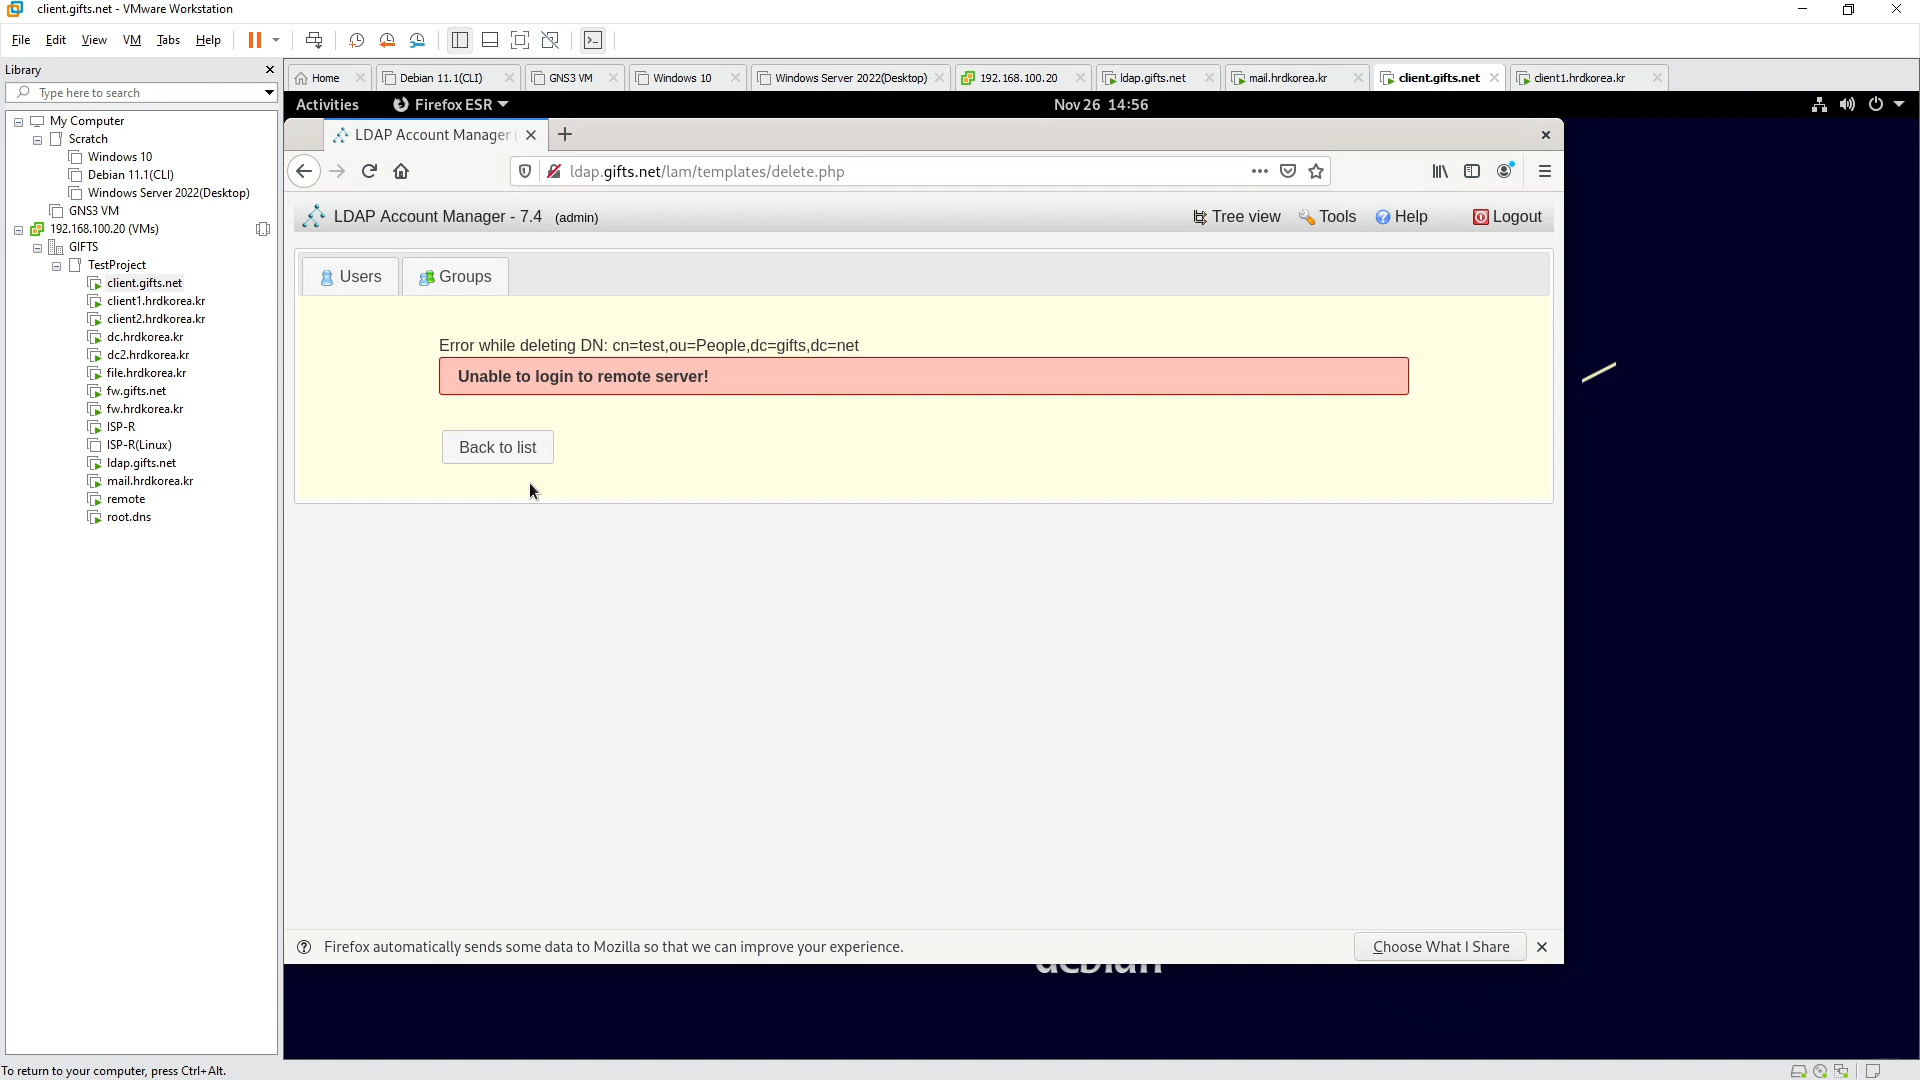 client.gifts.net - VMware Workstation
File Edit View VM Tabs Help
Library
Type here to search
My Computer
Scratch
Windows 10
Debian 11.1(CLI)
Windows Server 2022(Desktop)
GNS3 VM
192.168.100.20 (VMs)
GIFTS
TestProject
client.gifts.net
client1.hrdkorea.kr
client2.hrdkorea.kr
dc.hrdkorea.kr
dc2.hrdkorea.kr
file.hrdkorea.kr
fw.gifts.net
fw.hrdkorea.kr
ISP-R
ISP-R(Linux)
ldap.gifts.net
mail.hrdkorea.kr
remote
root.dns
Home Debian 11.1(CLI) GNS3 VM Windows 10 Windows Server 2022(Desktop) 192.168.100.20 ldap.gifts.net mail.hrdkorea.kr client.gifts.net client1.hrdkorea.kr
Activities Firefox ESR Nov 26 14:56
LDAP Account Manager (
ldap.gifts.net/lam/templates/delete.php
LDAP Account Manager - 7.4 (admin) Tree view Tools Help Logout
Users Groups
Error while deleting DN: cn=test,ou=People,dc=gifts,dc=net
Unable to login to remote server!
Back to list
Firefox automatically sends some data to Mozilla so that we can improve your experience. Choose What I Share
debian
To return to your computer, press Ctrl+Alt.